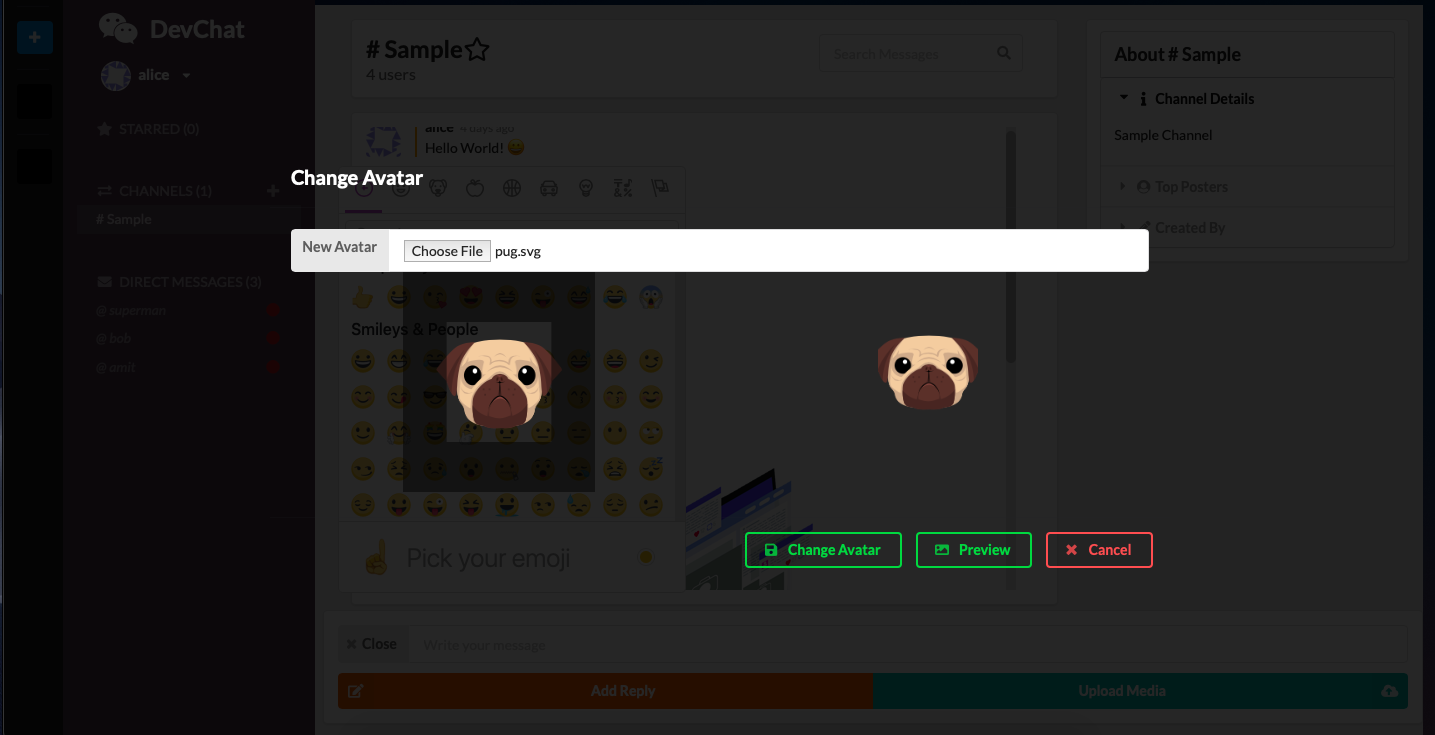 DevChat
alice
STARRED (0)
CHANNELS (1)
# Sample
DIRECT MESSAGES (3)
@ superman
@ bob
@ amit
# Sample
4 users
Search Messages
alice 4 days ago
Hello World!
Change Avatar
New Avatar
Choose File pug.svg
Smileys & People
Pick your emoji
Change Avatar
Preview
Cancel
Close
Write your message
Add Reply
Upload Media
About # Sample
Channel Details
Sample Channel
Top Posters
Created By